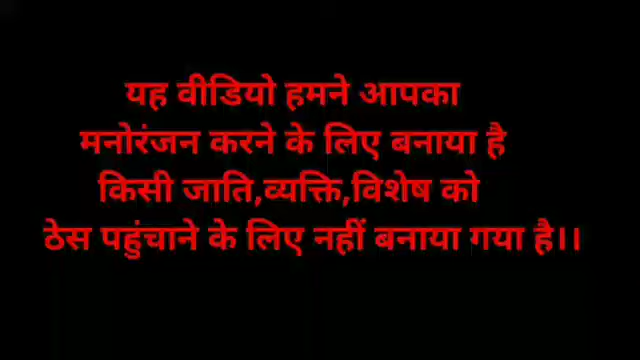 यह वीडियो हमने आपका
मनोरंजन करने के लिए बनाया है
किसी जाति,व्यक्ति,विशेष को
ठेस पहुंचाने के लिए नहीं बनाया गया है।।